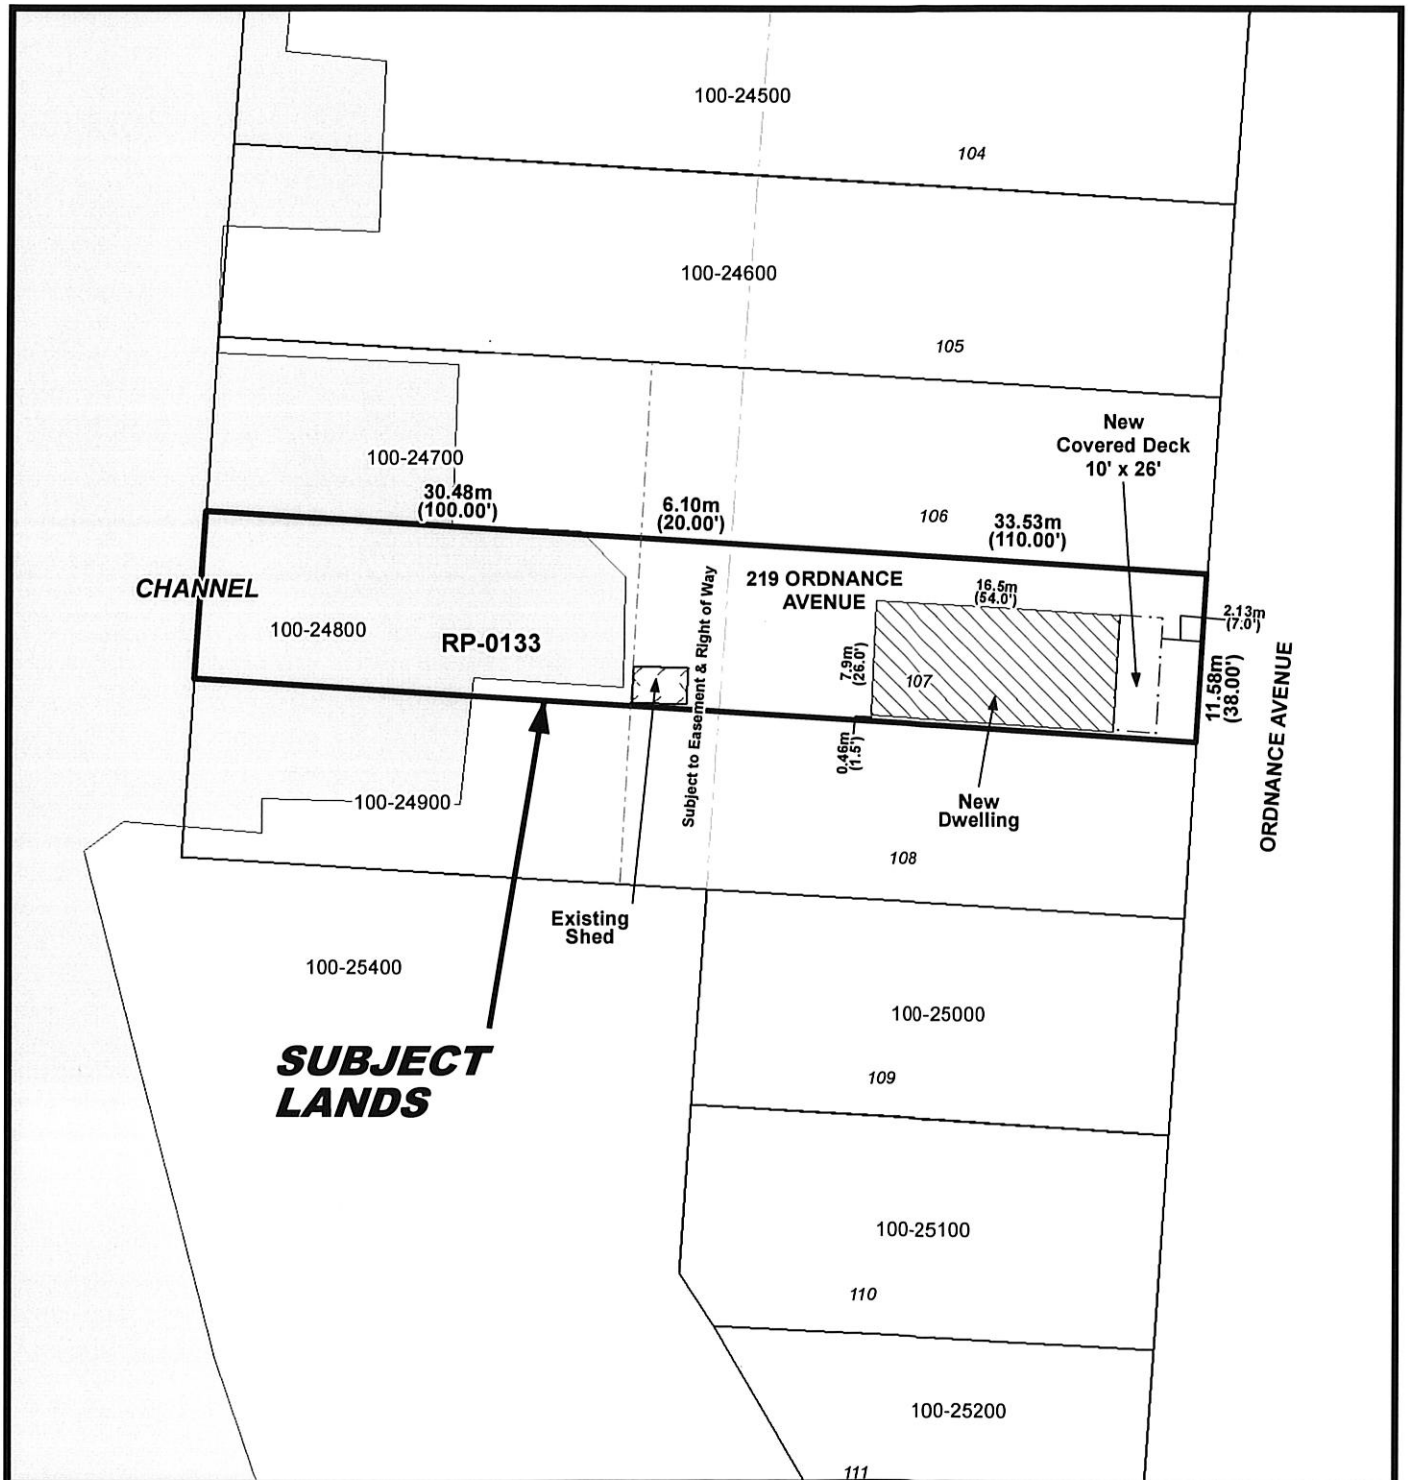 100-24500
104
100-24600
105
New
Covered Deck
10' x 26'
100-24700
30.48m
(100.00')
6.10m
(20.00')
106
33.53m
(110.00')
CHANNEL
219 ORDNANCE
AVENUE
16.5m
(54.0')
2.13m
(7.0')
100-24800
RP-0133
Subject to Easement & Right of Way
7.9m
(26.0')
107
11.58m
(38.00')
ORDNANCE AVENUE
0.46m
(1.5')
100-24900
New
Dwelling
108
Existing
Shed
100-25400
100-25000
SUBJECT
LANDS
109
100-25100
110
100-25200
111